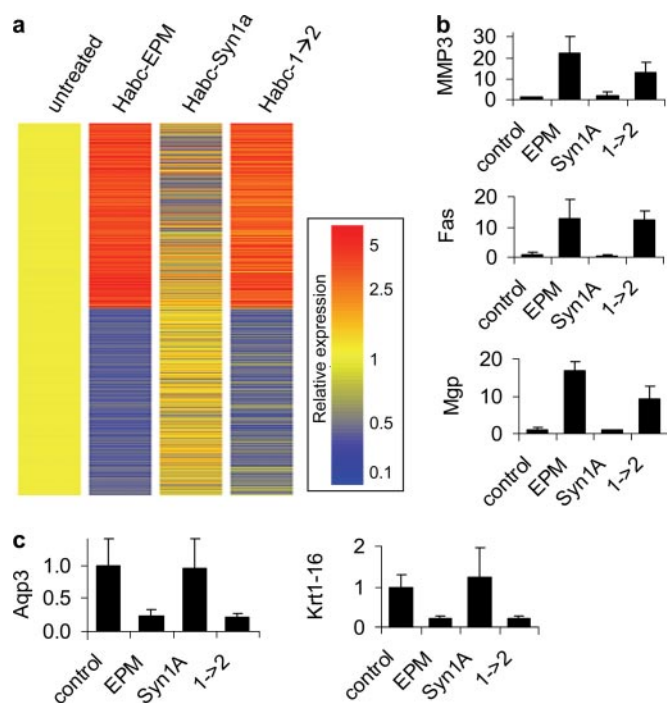 a
untreated
Habc-EPM
Habc-Syn1a
Habc-1→2
Relative expression
5
2.5
1
0.5
0.1
b
MMP3
30
20
10
0
control
EPM
Syn1A
1->2
Fas
20
10
0
control
EPM
Syn1A
1->2
Mgp
20
10
0
control
EPM
Syn1A
1->2
c
Aqp3
1.0
0.5
0.0
control
EPM
Syn1A
1->2
Krt1-16
2
1
0
control
EPM
Syn1A
1->2